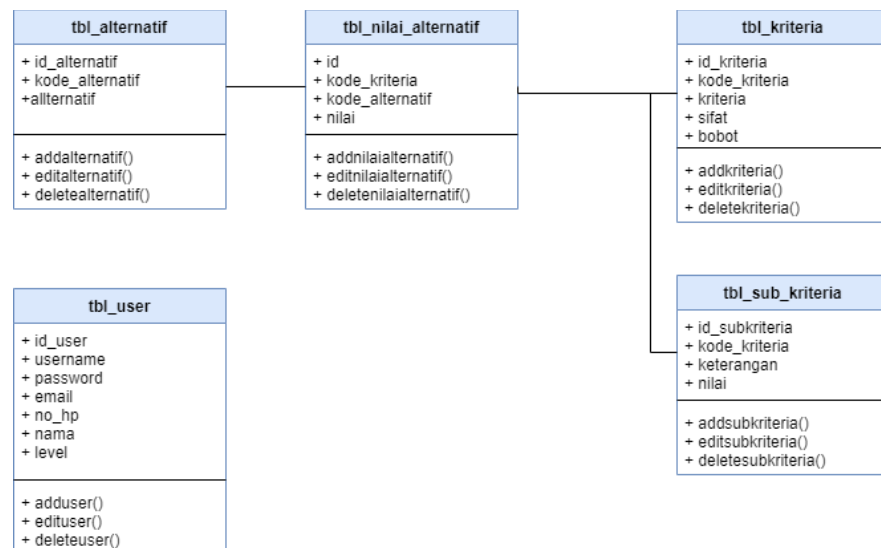 tbl_alternatif
+ id_alternatif
+ kode_alternatif
+allternatif
+ addalternatif()
+ editalternatif()
+ deletealternatif()
tbl_nilai_alternatif
+ id
+ kode_kriteria
+ kode_alternatif
+ nilai
+ addnilaialternatif()
+ editnilaialternatif()
+ deletenilaialternatif()
tbl_kriteria
+ id_kriteria
+ kode_kriteria
+ kriteria
+ sifat
+ bobot
+ addkriteria()
+ editkriteria()
+ deletekriteria()
tbl_user
+ id_user
+ username
+ password
+ email
+ no_hp
+ nama
+ level
+ adduser()
+ edituser()
+ deleteuser()
tbl_sub_kriteria
+ id_subkriteria
+ kode_kriteria
+ keterangan
+ nilai
+ addsubkriteria()
+ editsubkriteria()
+ deletesubkriteria()